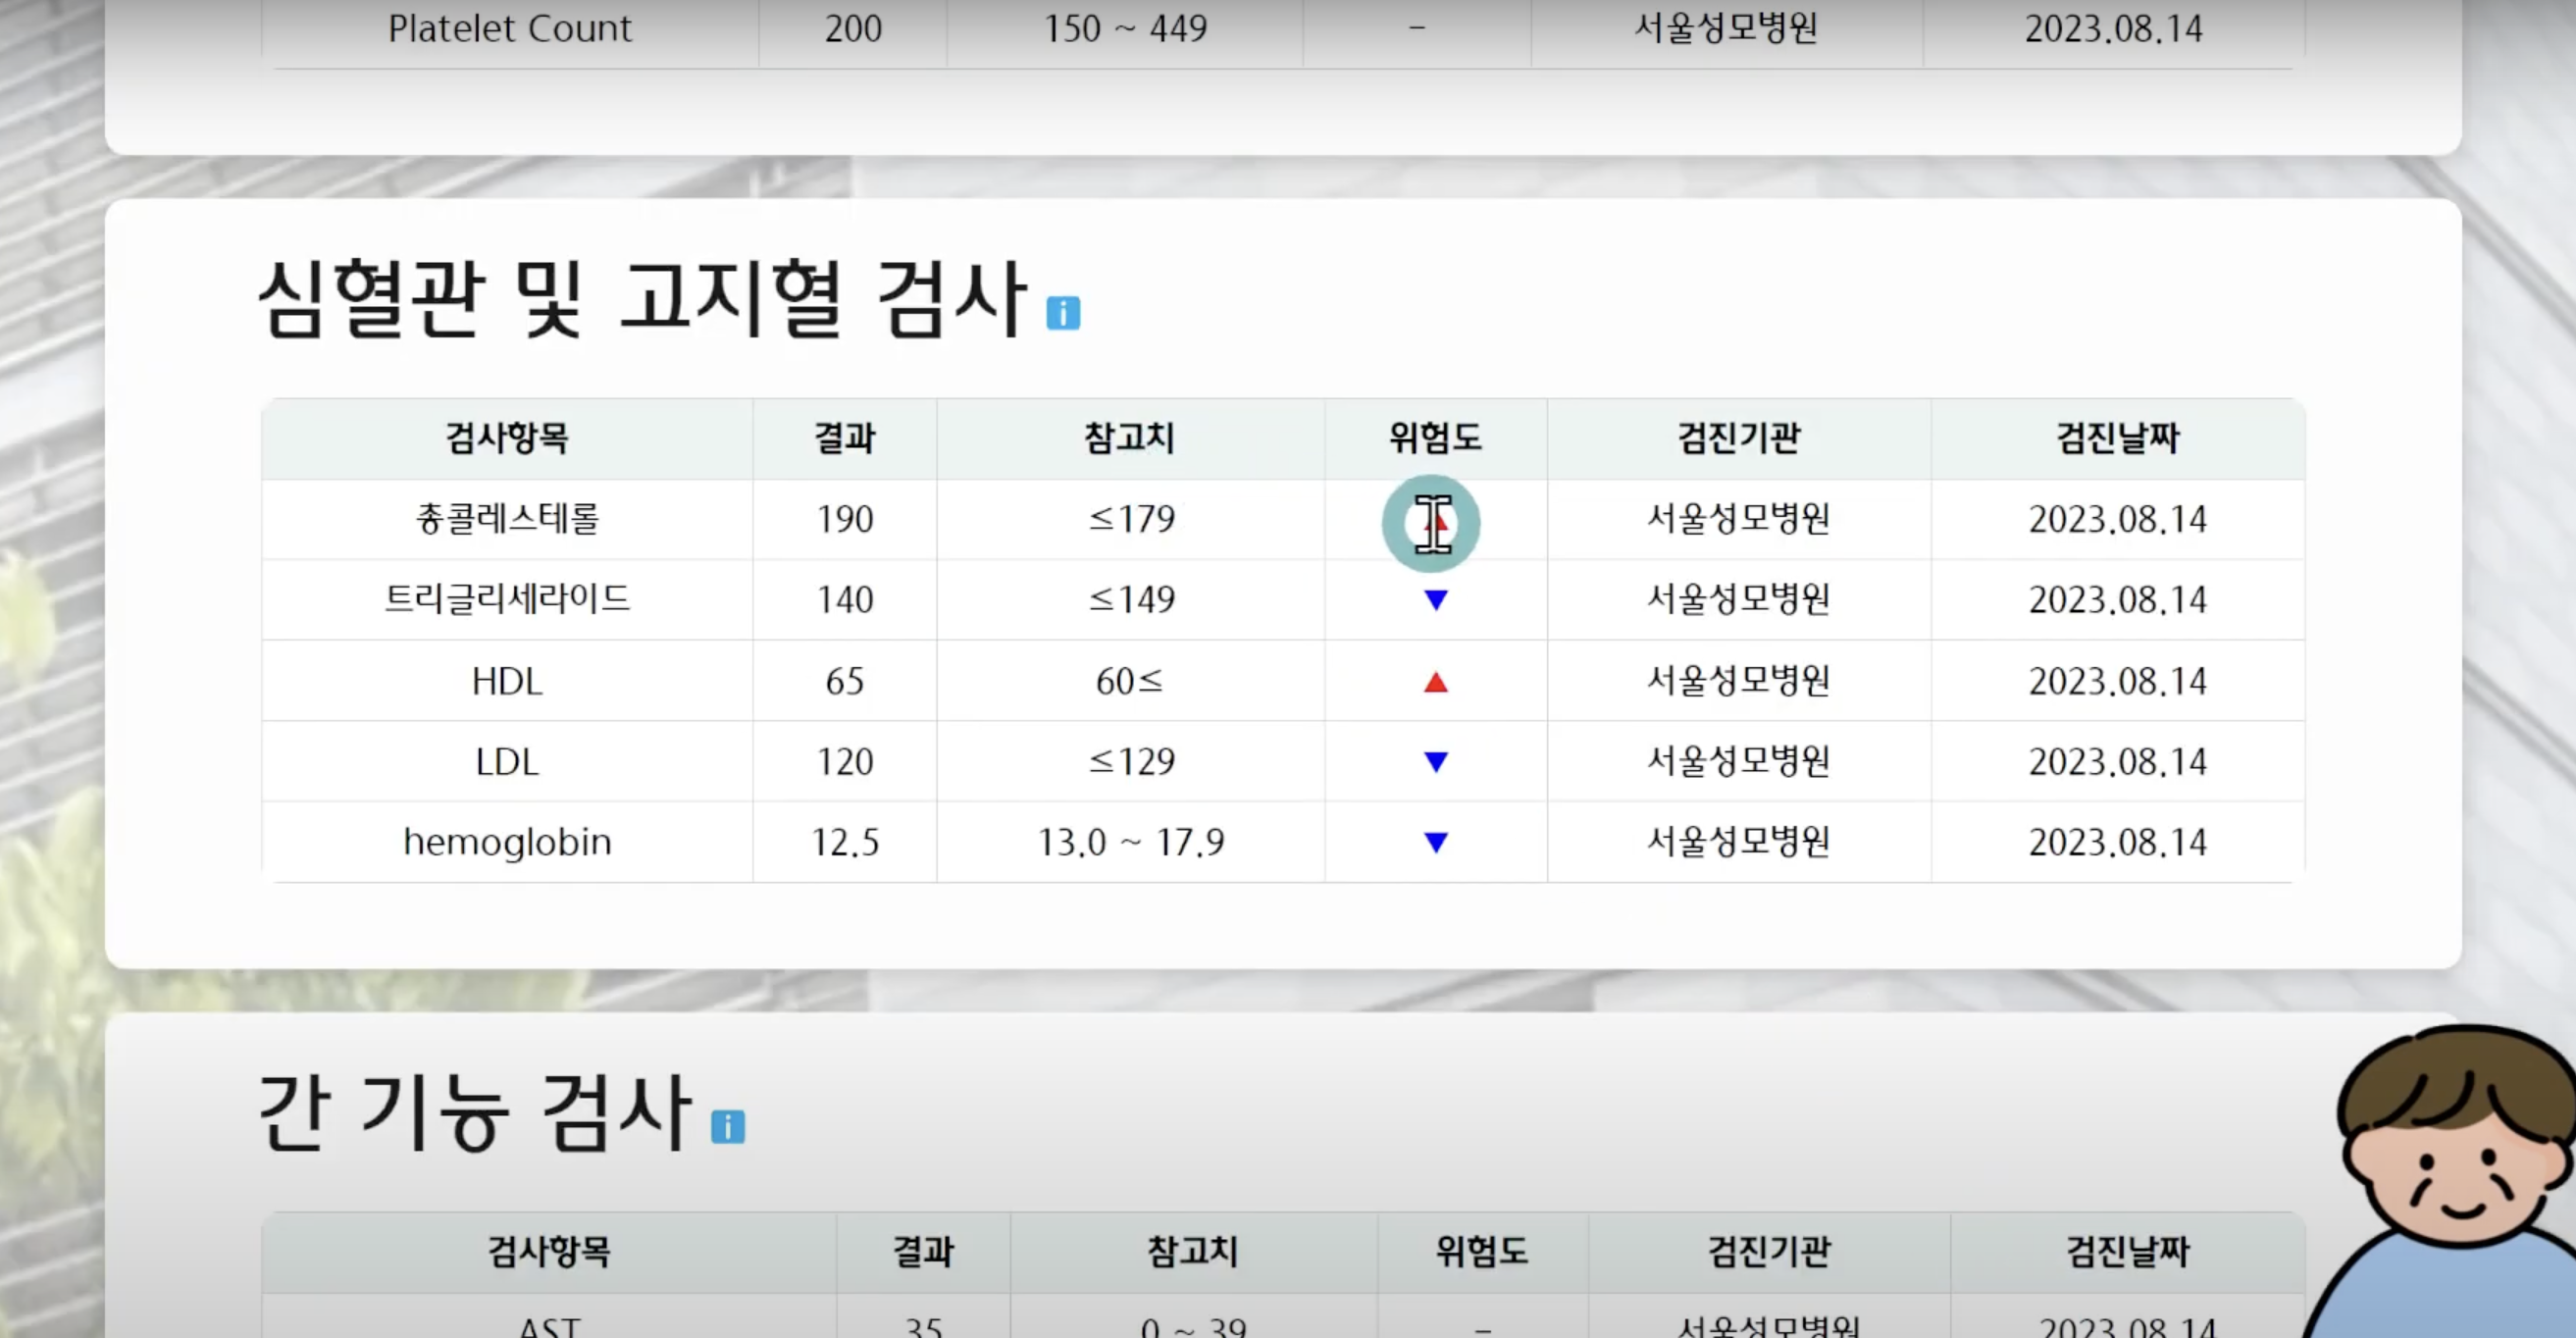 Platelet Count 200 150 ~ 449 - 서울성모병원 2023.08.14
심혈관 및 고지혈 검사 i
검사항목 결과 참고치 위험도 검진기관 검진날짜
총콜레스테롤 190 ≤179 ▲ 서울성모병원 2023.08.14
트리글리세라이드 140 ≤149 ▼ 서울성모병원 2023.08.14
HDL 65 60≤ ▲ 서울성모병원 2023.08.14
LDL 120 ≤129 ▼ 서울성모병원 2023.08.14
hemoglobin 12.5 13.0 ~ 17.9 ▼ 서울성모병원 2023.08.14
간 기능 검사 i
검사항목 결과 참고치 위험도 검진기관 검진날짜
AST 35 0 ~ 39 - 서울성모병원 2023.08.14